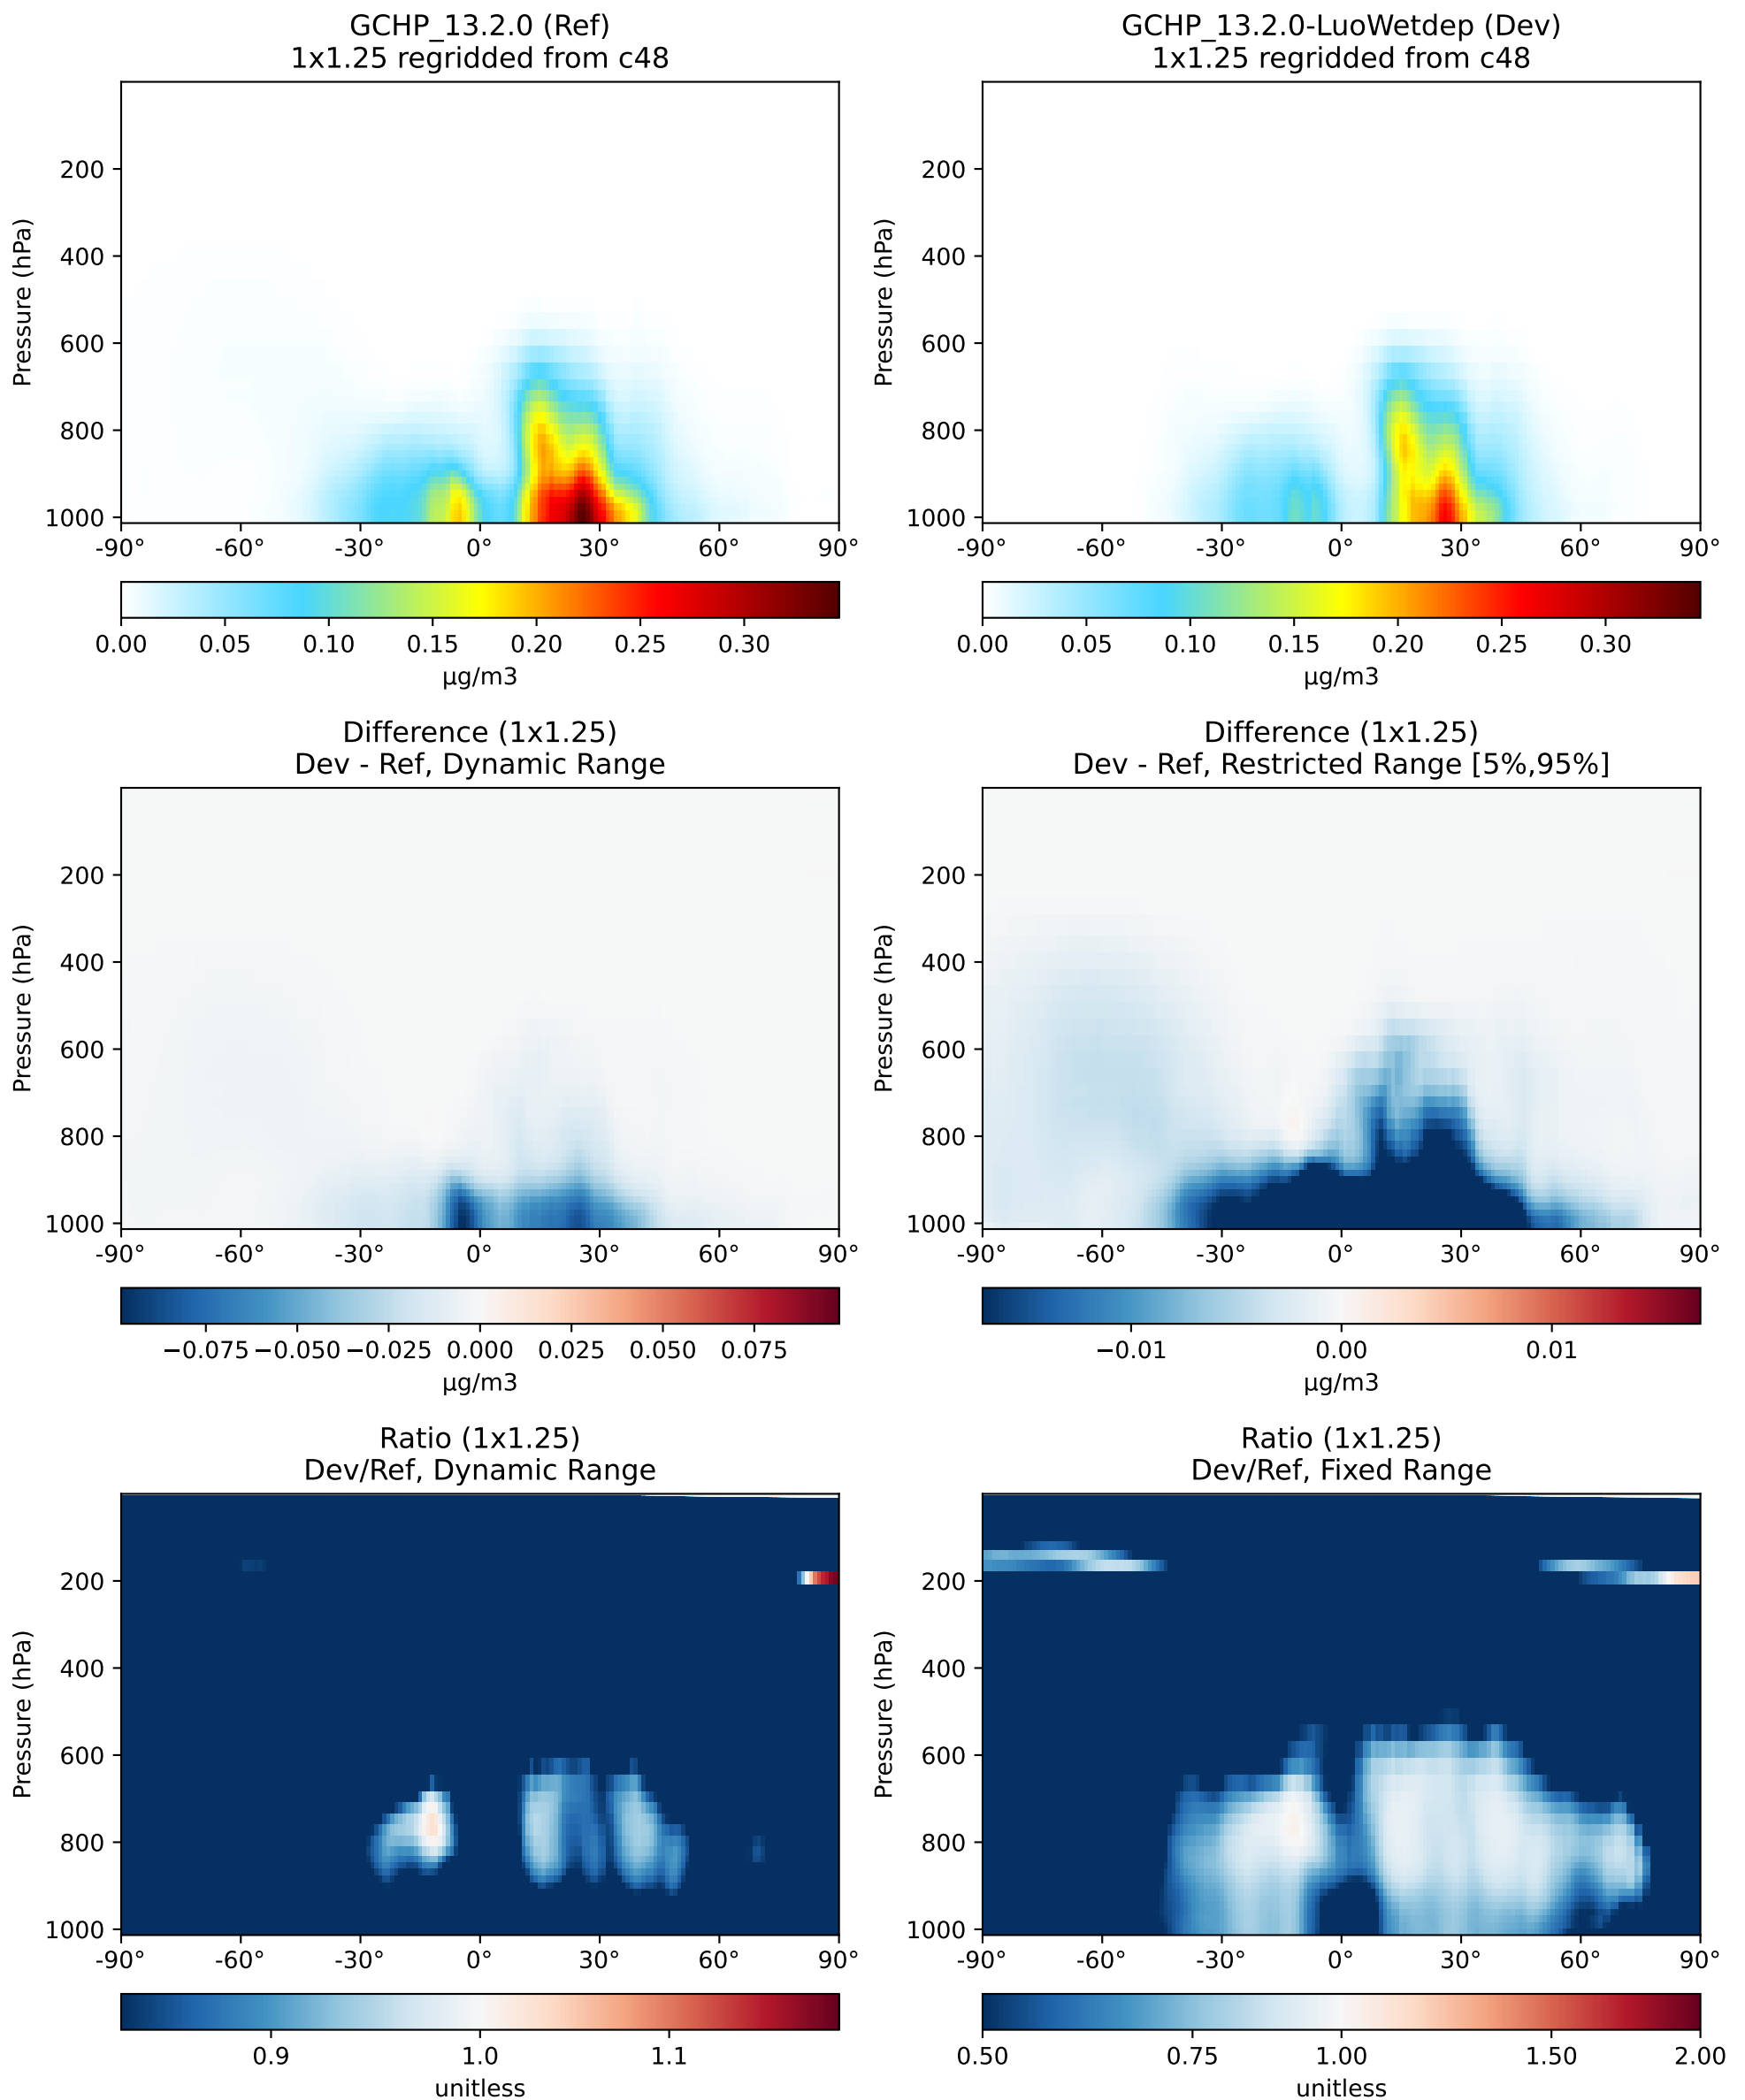 GCHP_13.2.0 (Ref)
1x1.25 regridded from c48
Pressure (hPa)
200
400
600
800
1000
-90° -60° -30° 0° 30° 60° 90°
0.00 0.05 0.10 0.15 0.20 0.25 0.30
µg/m3
GCHP_13.2.0-LuoWetdep (Dev)
1x1.25 regridded from c48
Pressure (hPa)
200
400
600
800
1000
-90° -60° -30° 0° 30° 60° 90°
0.00 0.05 0.10 0.15 0.20 0.25 0.30
µg/m3
Difference (1x1.25)
Dev - Ref, Dynamic Range
Pressure (hPa)
200
400
600
800
1000
-90° -60° -30° 0° 30° 60° 90°
−0.075 −0.050 −0.025 0.000 0.025 0.050 0.075
µg/m3
Difference (1x1.25)
Dev - Ref, Restricted Range [5%,95%]
Pressure (hPa)
200
400
600
800
1000
-90° -60° -30° 0° 30° 60° 90°
−0.01 0.00 0.01
µg/m3
Ratio (1x1.25)
Dev/Ref, Dynamic Range
Pressure (hPa)
200
400
600
800
1000
-90° -60° -30° 0° 30° 60° 90°
0.9 1.0 1.1
unitless
Ratio (1x1.25)
Dev/Ref, Fixed Range
Pressure (hPa)
200
400
600
800
1000
-90° -60° -30° 0° 30° 60° 90°
0.50 0.75 1.00 1.50 2.00
unitless